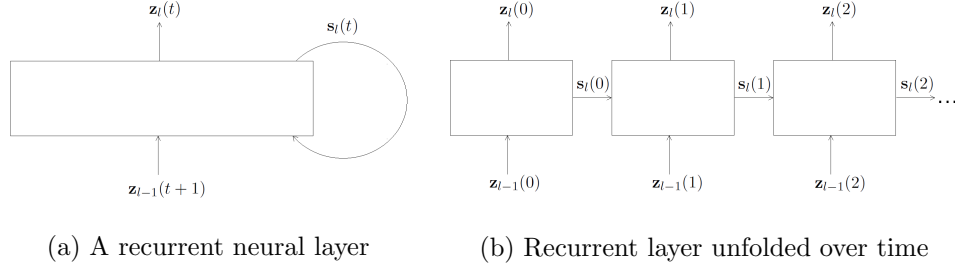 z_l(t)
s_l(t)
z_{l−1}(t+1)
(a) A recurrent neural layer
z_l(0) z_l(1) z_l(2)
s_l(0) s_l(1) s_l(2) ...
z_{l−1}(0) z_{l−1}(1) z_{l−1}(2)
(b) Recurrent layer unfolded over time